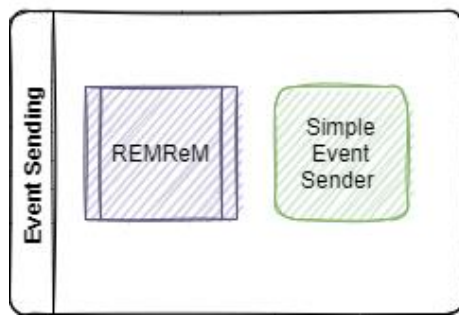 Event Sending
REMReM
Simple
Event
Sender